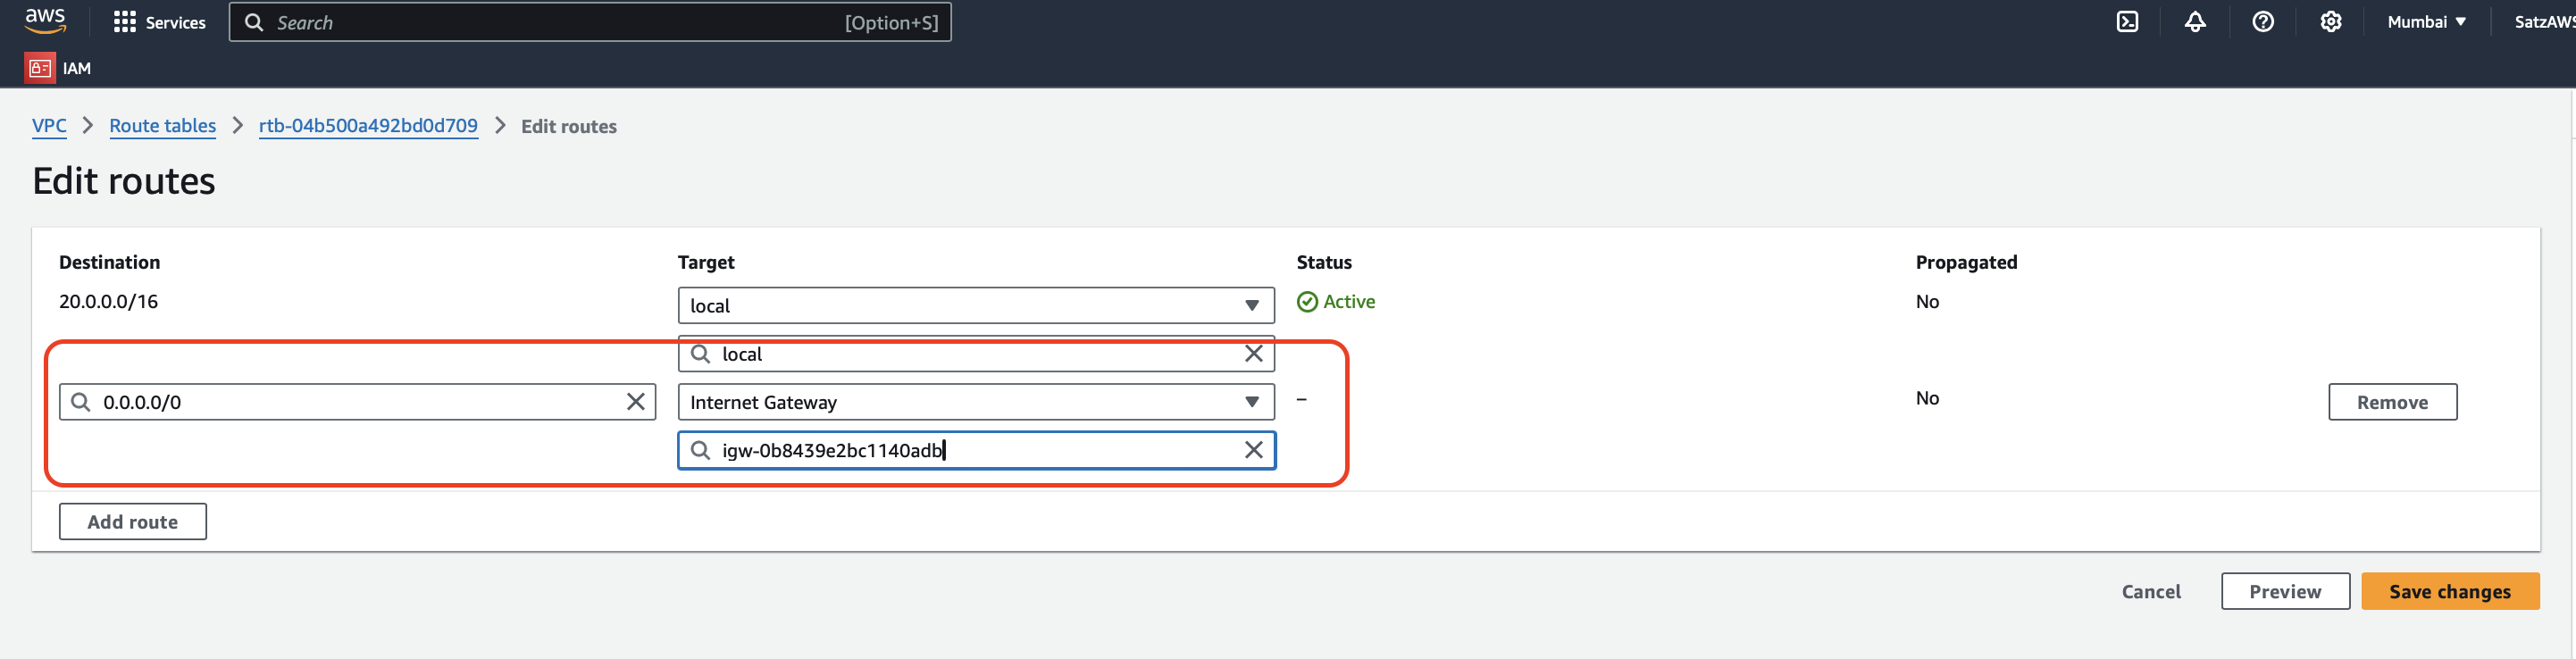 aws Services Search [Option+S] Mumbai SatzAWS
IAM
VPC Route tables rtb-04b500a492bd0d709 Edit routes
Edit routes
Destination Target Status Propagated
20.0.0.0/16 local Active No
local
0.0.0.0/0 Internet Gateway – No Remove
igw-0b8439e2bc1140adb
Add route
Cancel Preview Save changes